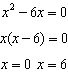 x² − 6x = 0
x(x − 6) = 0
x = 0  x = 6